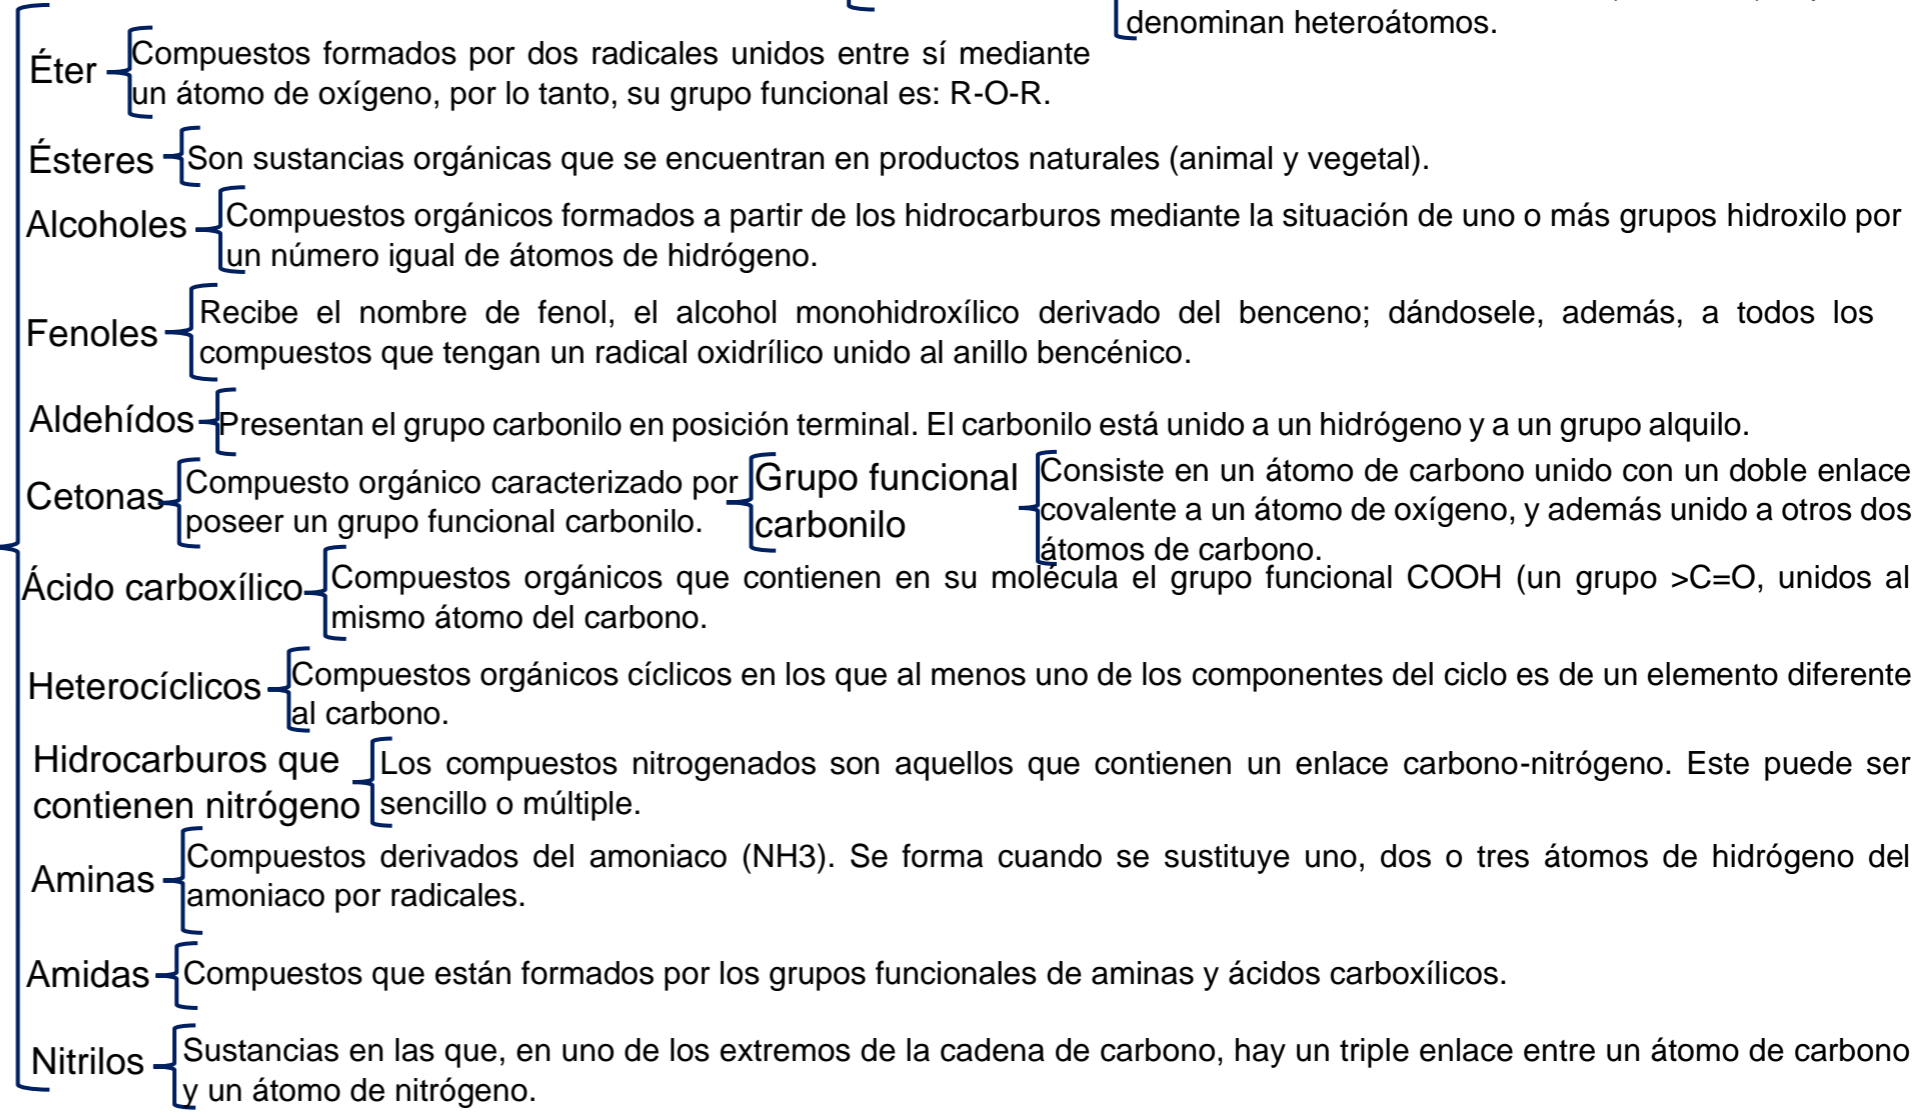 denominan heteroátomos.
Éter
Compuestos formados por dos radicales unidos entre sí mediante
un átomo de oxígeno, por lo tanto, su grupo funcional es: R-O-R.
Ésteres
Son sustancias orgánicas que se encuentran en productos naturales (animal y vegetal).
Alcoholes
Compuestos orgánicos formados a partir de los hidrocarburos mediante la situación de uno o más grupos hidroxilo por
un número igual de átomos de hidrógeno.
Fenoles
Recibe el nombre de fenol, el alcohol monohidroxílico derivado del benceno; dándosele, además, a todos los
compuestos que tengan un radical oxidrílico unido al anillo bencénico.
Aldehídos
Presentan el grupo carbonilo en posición terminal. El carbonilo está unido a un hidrógeno y a un grupo alquilo.
Cetonas
Compuesto orgánico caracterizado por
poseer un grupo funcional carbonilo.
Grupo funcional
carbonilo
Consiste en un átomo de carbono unido con un doble enlace
covalente a un átomo de oxígeno, y además unido a otros dos
átomos de carbono.
Ácido carboxílico
Compuestos orgánicos que contienen en su molécula el grupo funcional COOH (un grupo >C=O, unidos al
mismo átomo del carbono.
Heterocíclicos
Compuestos orgánicos cíclicos en los que al menos uno de los componentes del ciclo es de un elemento diferente
al carbono.
Hidrocarburos que
contienen nitrógeno
Los compuestos nitrogenados son aquellos que contienen un enlace carbono-nitrógeno. Este puede ser
sencillo o múltiple.
Aminas
Compuestos derivados del amoniaco (NH3). Se forma cuando se sustituye uno, dos o tres átomos de hidrógeno del
amoniaco por radicales.
Amidas
Compuestos que están formados por los grupos funcionales de aminas y ácidos carboxílicos.
Nitrilos
Sustancias en las que, en uno de los extremos de la cadena de carbono, hay un triple enlace entre un átomo de carbono
y un átomo de nitrógeno.